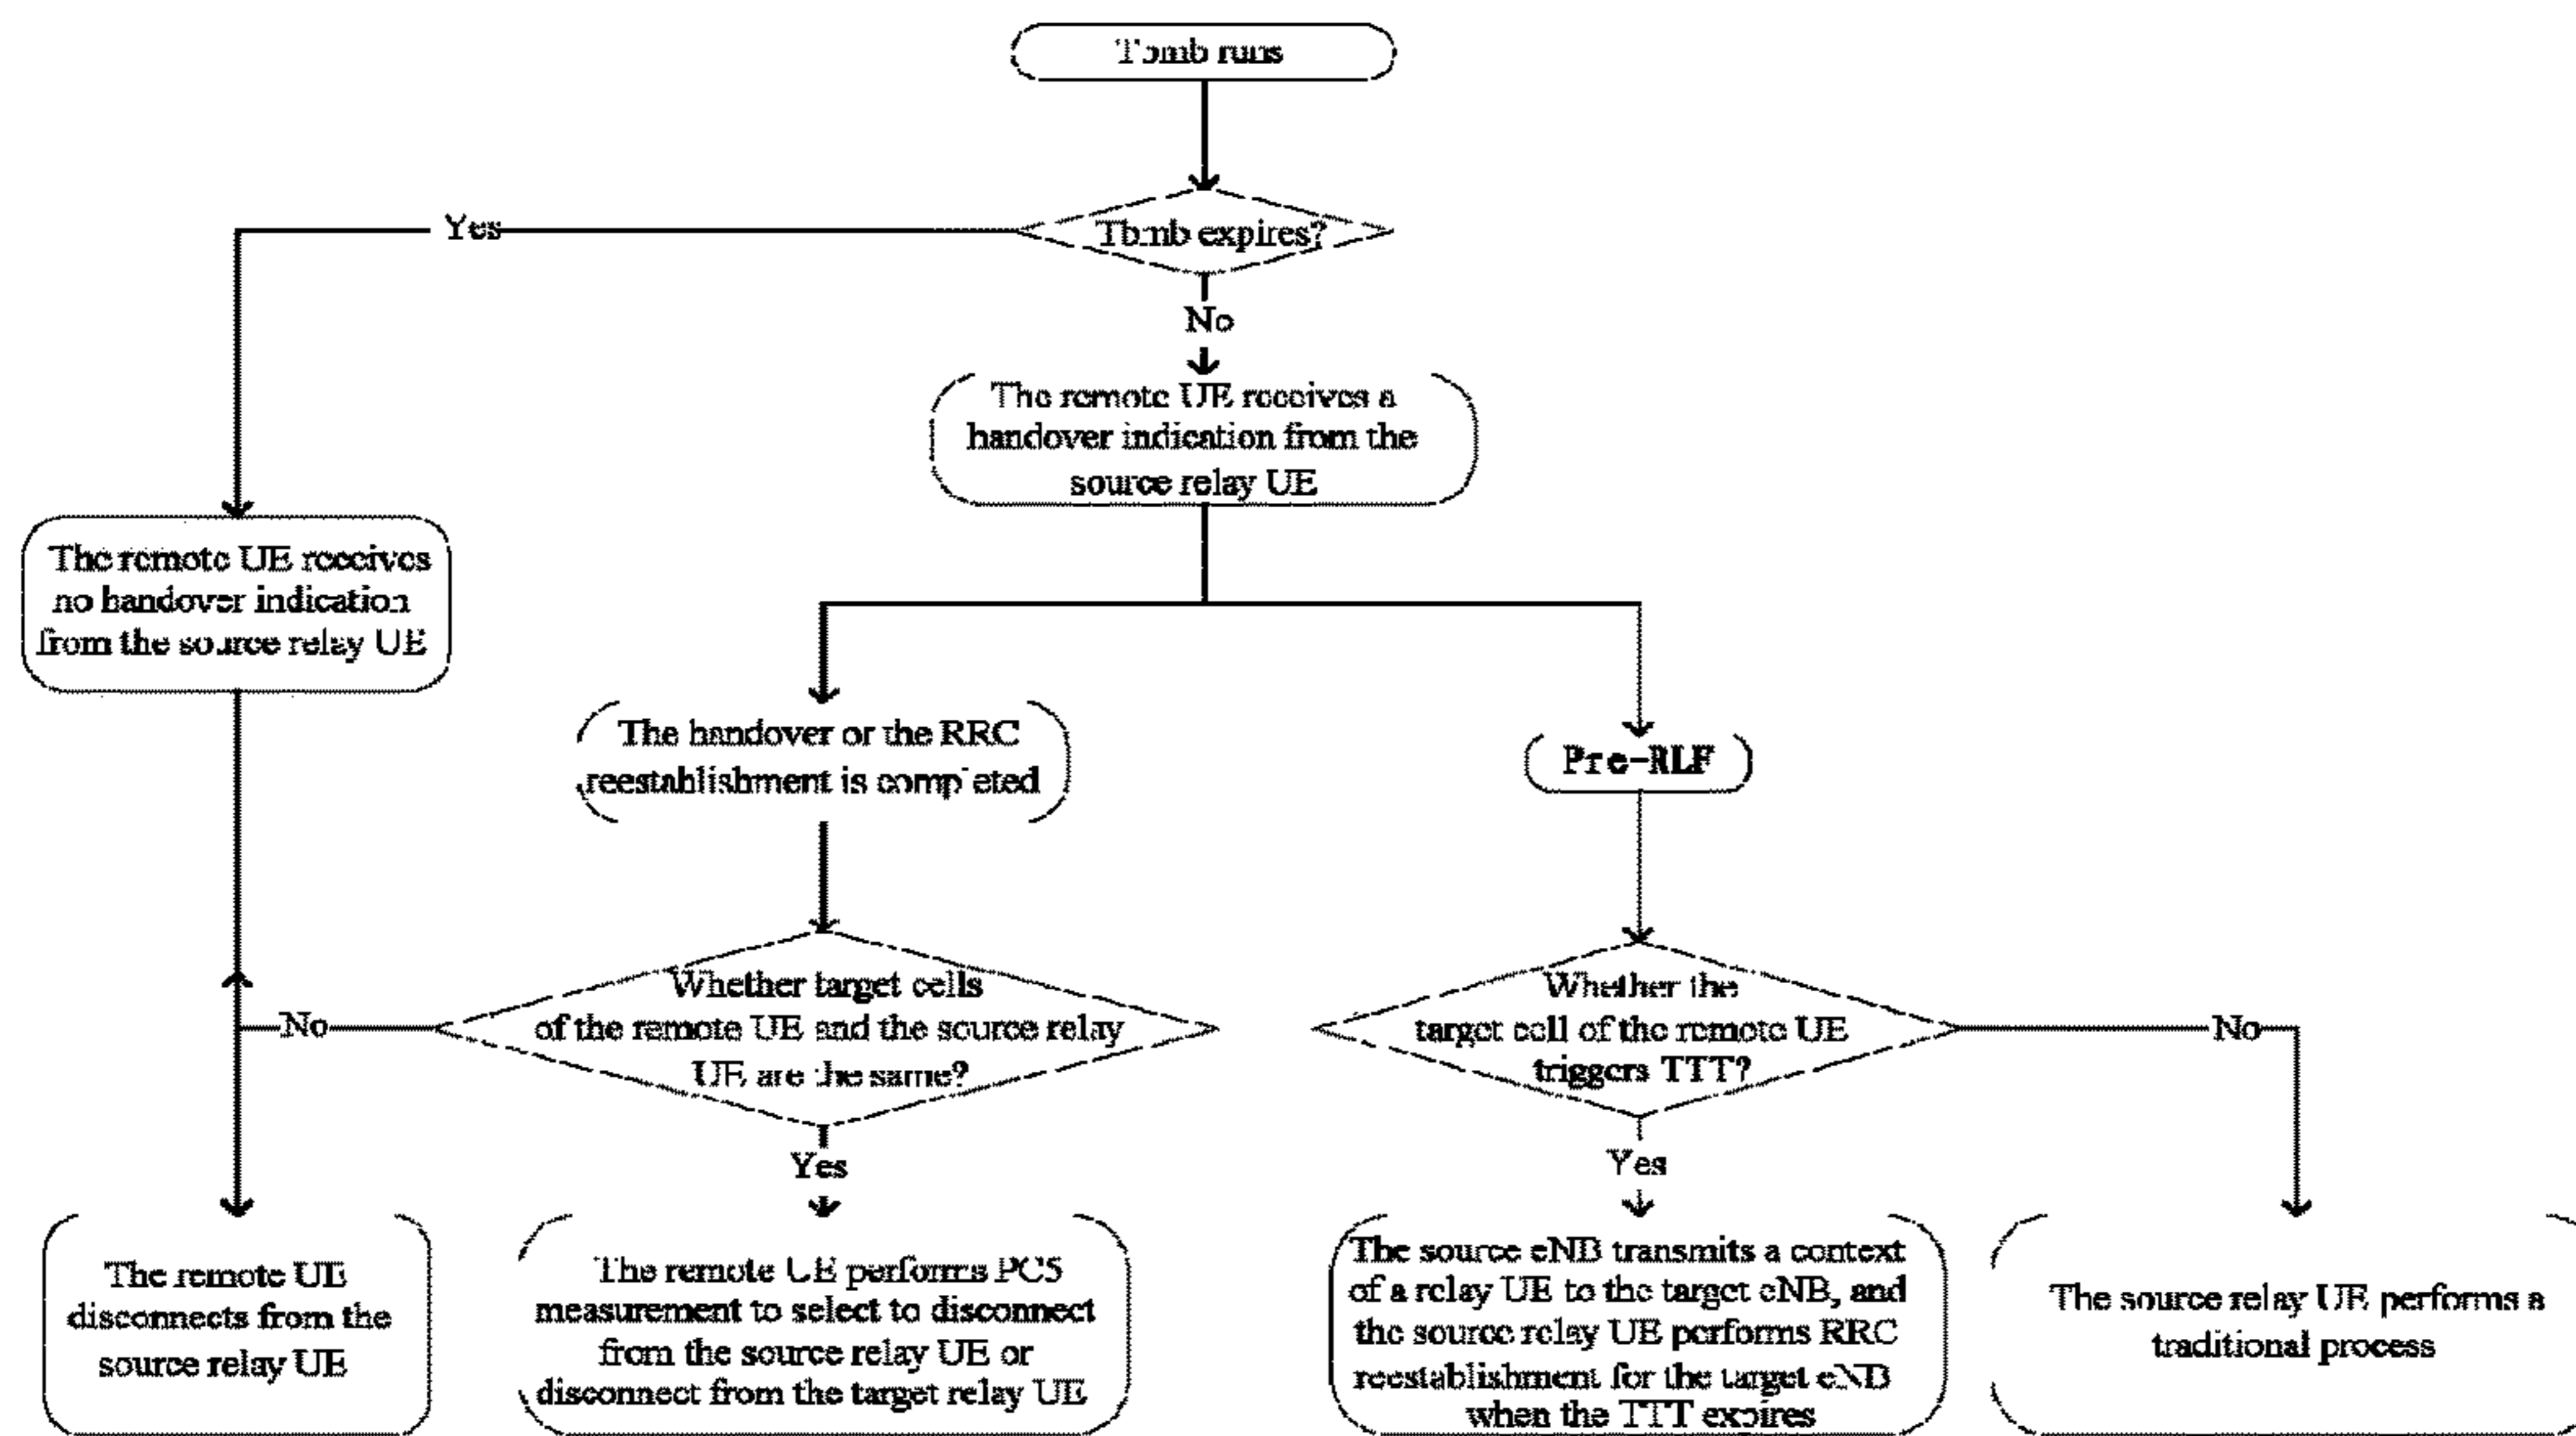 Tbmb runs
Tbmb expires?
Yes
No
The remote UE receives a
handover indication from the
source relay UE
The remote UE receives
no handover indication
from the source relay UE
The handover or the RRC
reestablishment is completed
Pre-RLF
Whether target cells
of the remote UE and the source relay
UE are the same?
No
Yes
Whether the
target cell of the remote UE
triggers TTT?
No
Yes
The remote UE
disconnects from the
source relay UE
The remote UE performs PC5
measurement to select to disconnect
from the source relay UE or
disconnect from the target relay UE
The source eNB transmits a context
of a relay UE to the target eNB, and
the source relay UE performs RRC
reestablishment for the target eNB
when the TTT expires
The source relay UE performs a
traditional process